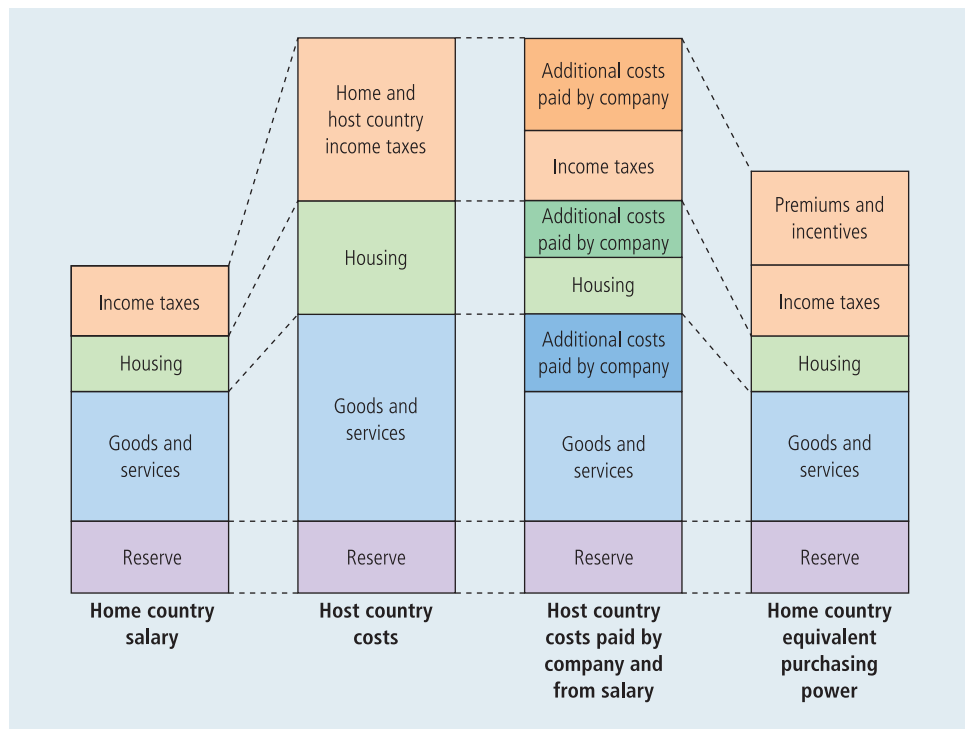 Income taxes
Housing
Goods and
services
Reserve
Home country
salary
Home and
host country
income taxes
Housing
Goods and
services
Reserve
Host country
costs
Additional costs
paid by company
Income taxes
Additional costs
paid by company
Housing
Additional costs
paid by company
Goods and
services
Reserve
Host country
costs paid by
company and
from salary
Premiums and
incentives
Income taxes
Housing
Goods and
services
Reserve
Home country
equivalent
purchasing
power